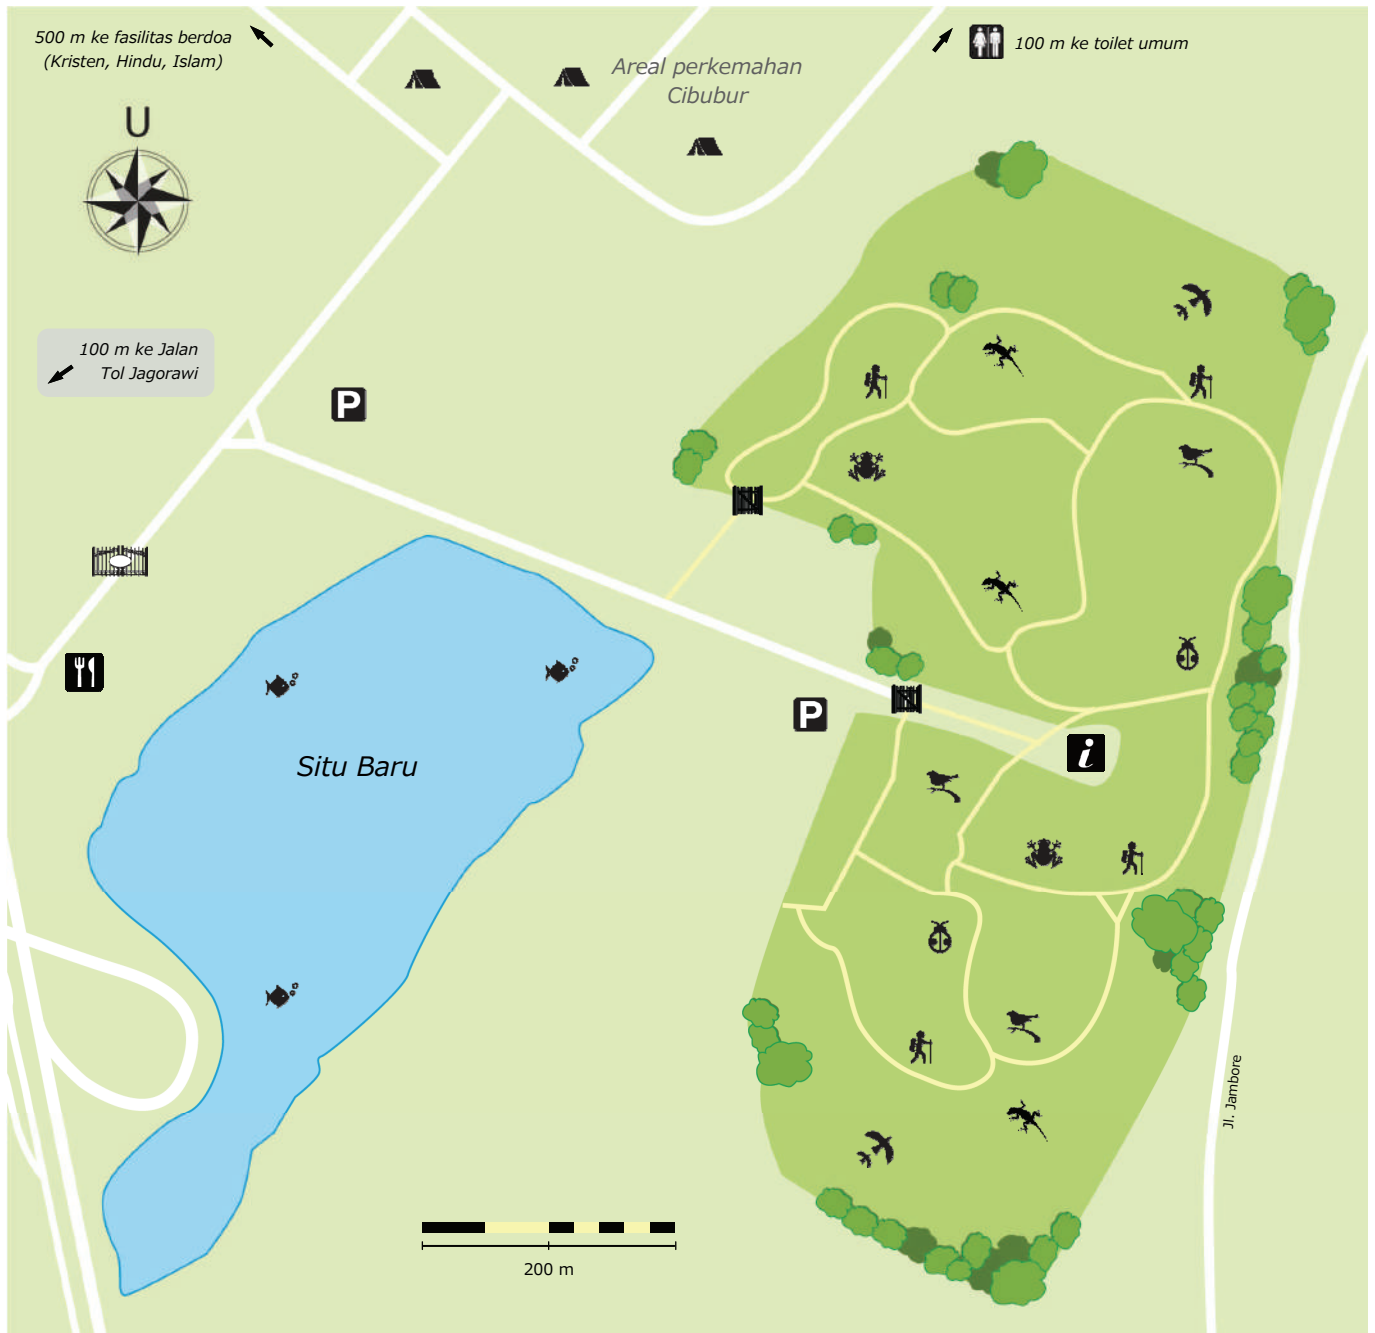 500 m ke fasilitas berdoa
(Kristen, Hindu, Islam)
100 m ke toilet umum
Areal perkemahan
Cibubur
U
100 m ke Jalan
Tol Jagorawi
P
P
i
Situ Baru
Jl. Jambore
200 m